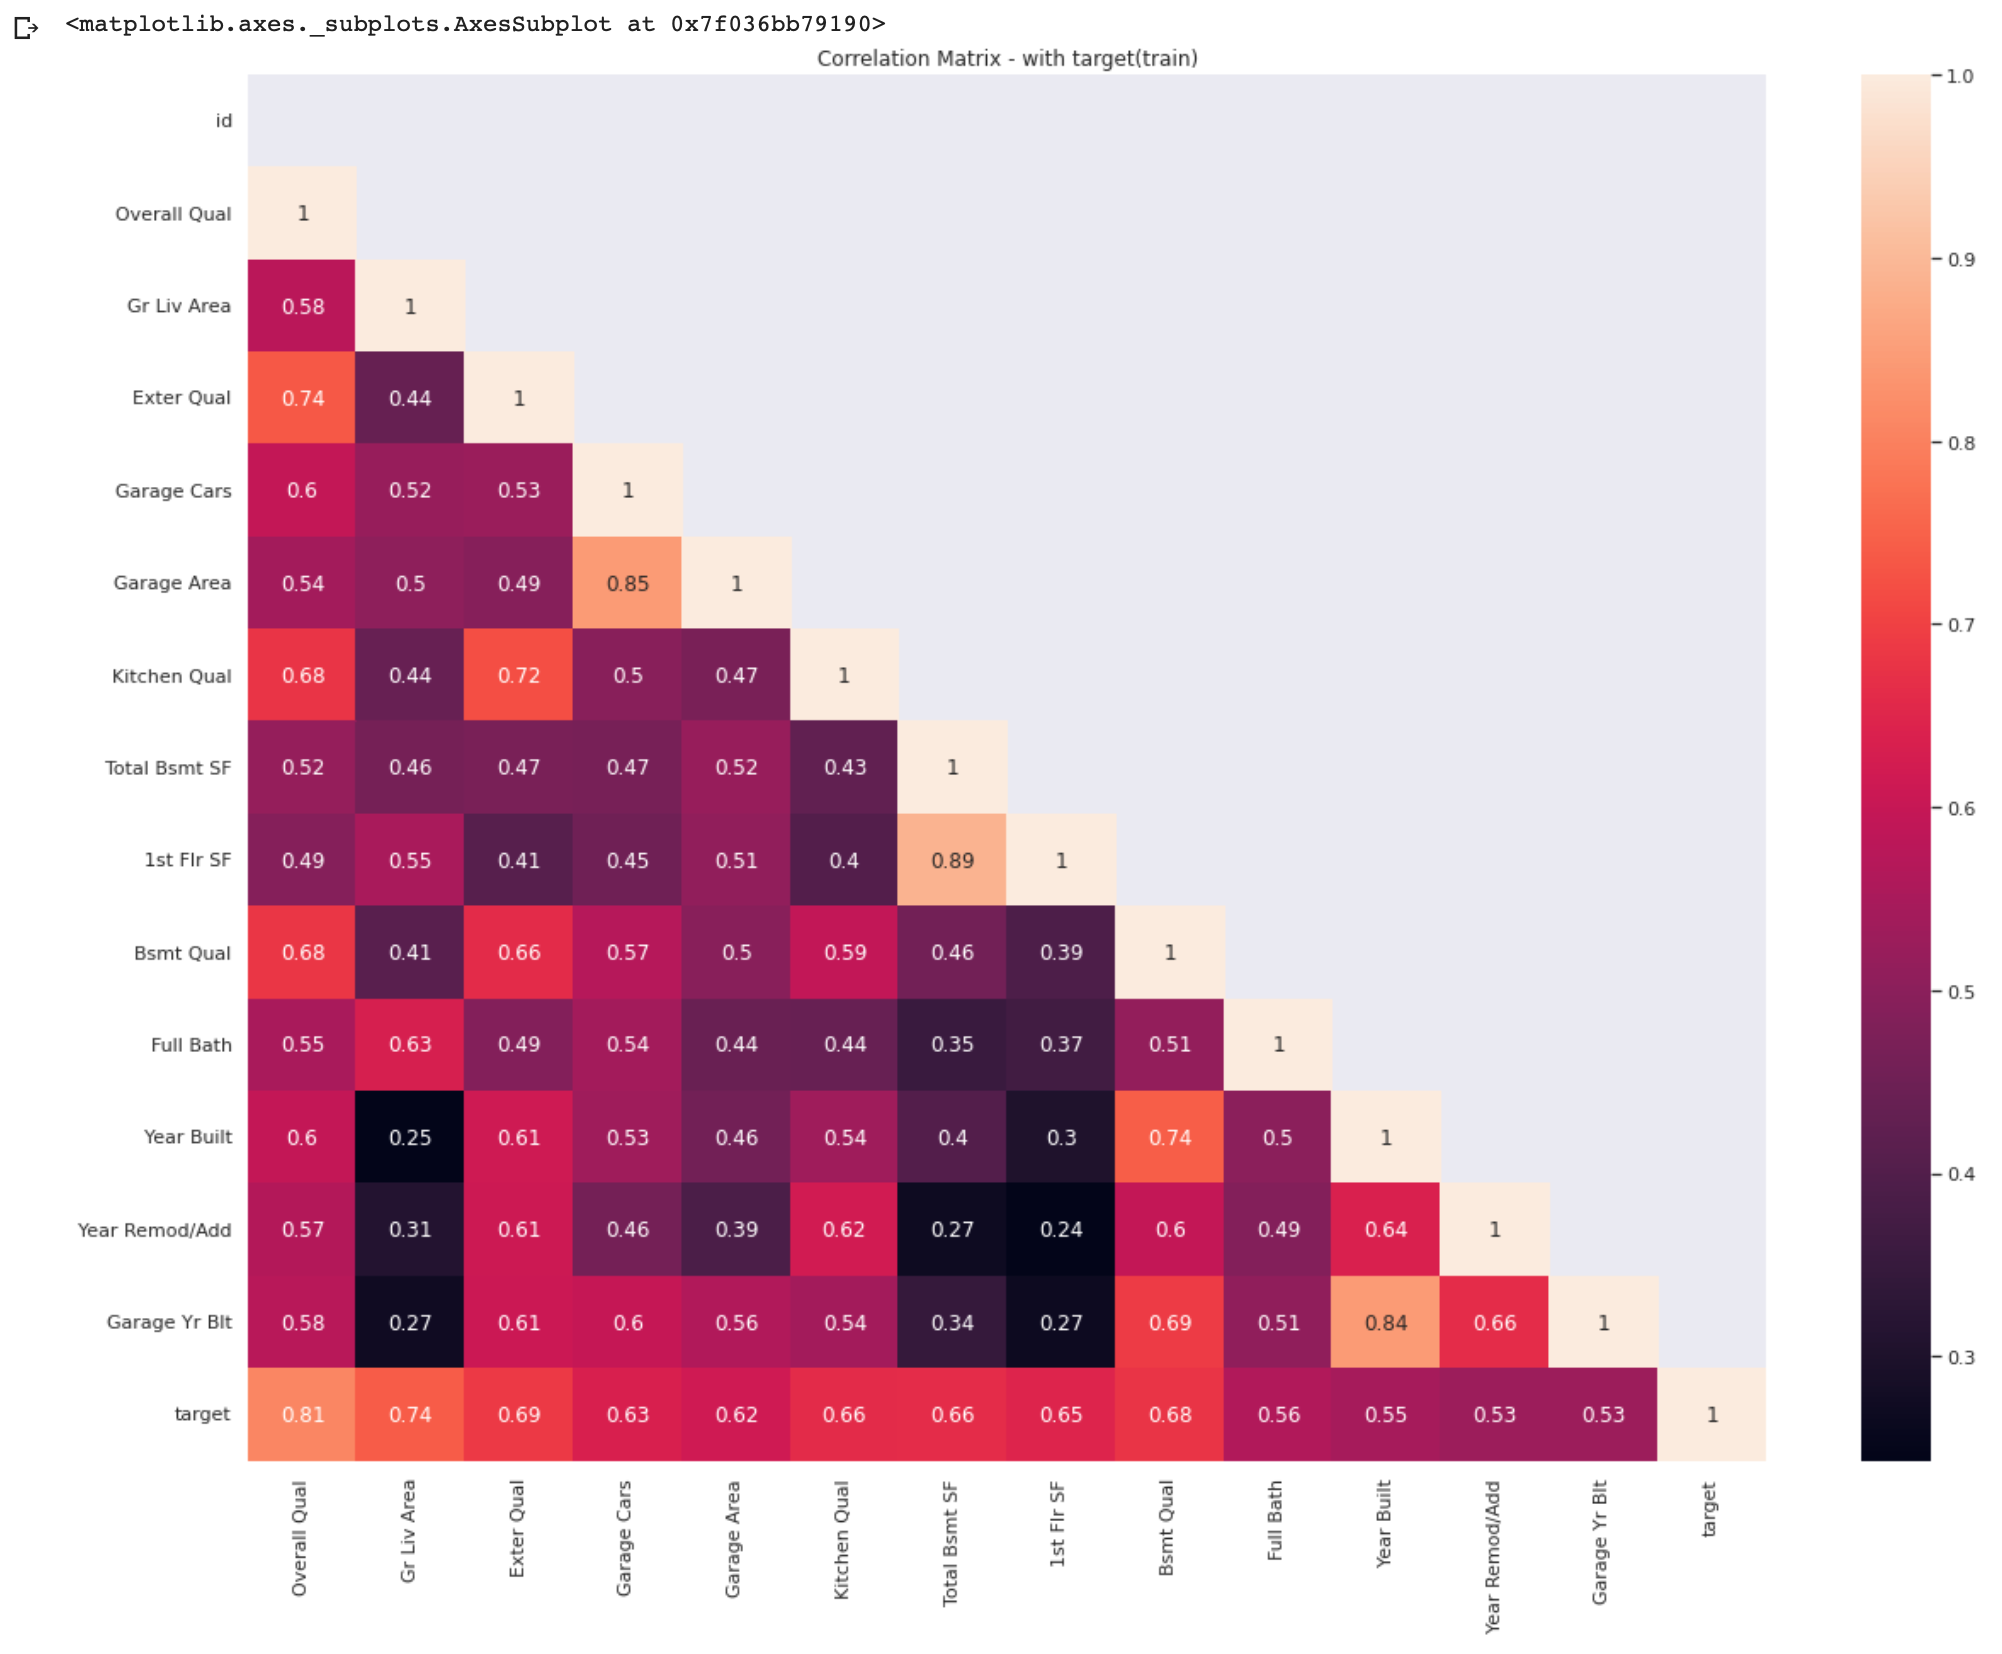 <matplotlib.axes._subplots.AxesSubplot at 0x7f036bb79190>
Correlation Matrix - with target(train)
id
Overall Qual 1
Gr Liv Area 0.58 1
Exter Qual 0.74 0.44 1
Garage Cars 0.6 0.52 0.53 1
Garage Area 0.54 0.5 0.49 0.85 1
Kitchen Qual 0.68 0.44 0.72 0.5 0.47 1
Total Bsmt SF 0.52 0.46 0.47 0.47 0.52 0.43 1
1st Flr SF 0.49 0.55 0.41 0.45 0.51 0.4 0.89 1
Bsmt Qual 0.68 0.41 0.66 0.57 0.5 0.59 0.46 0.39 1
Full Bath 0.55 0.63 0.49 0.54 0.44 0.44 0.35 0.37 0.51 1
Year Built 0.6 0.25 0.61 0.53 0.46 0.54 0.4 0.3 0.74 0.5 1
Year Remod/Add 0.57 0.31 0.61 0.46 0.39 0.62 0.27 0.24 0.6 0.49 0.64 1
Garage Yr Blt 0.58 0.27 0.61 0.6 0.56 0.54 0.34 0.27 0.69 0.51 0.84 0.66 1
target 0.81 0.74 0.69 0.63 0.62 0.66 0.66 0.65 0.68 0.56 0.55 0.53 0.53 1
Overall Qual
Gr Liv Area
Exter Qual
Garage Cars
Garage Area
Kitchen Qual
Total Bsmt SF
1st Flr SF
Bsmt Qual
Full Bath
Year Built
Year Remod/Add
Garage Yr Blt
target
1.0
0.9
0.8
0.7
0.6
0.5
0.4
0.3